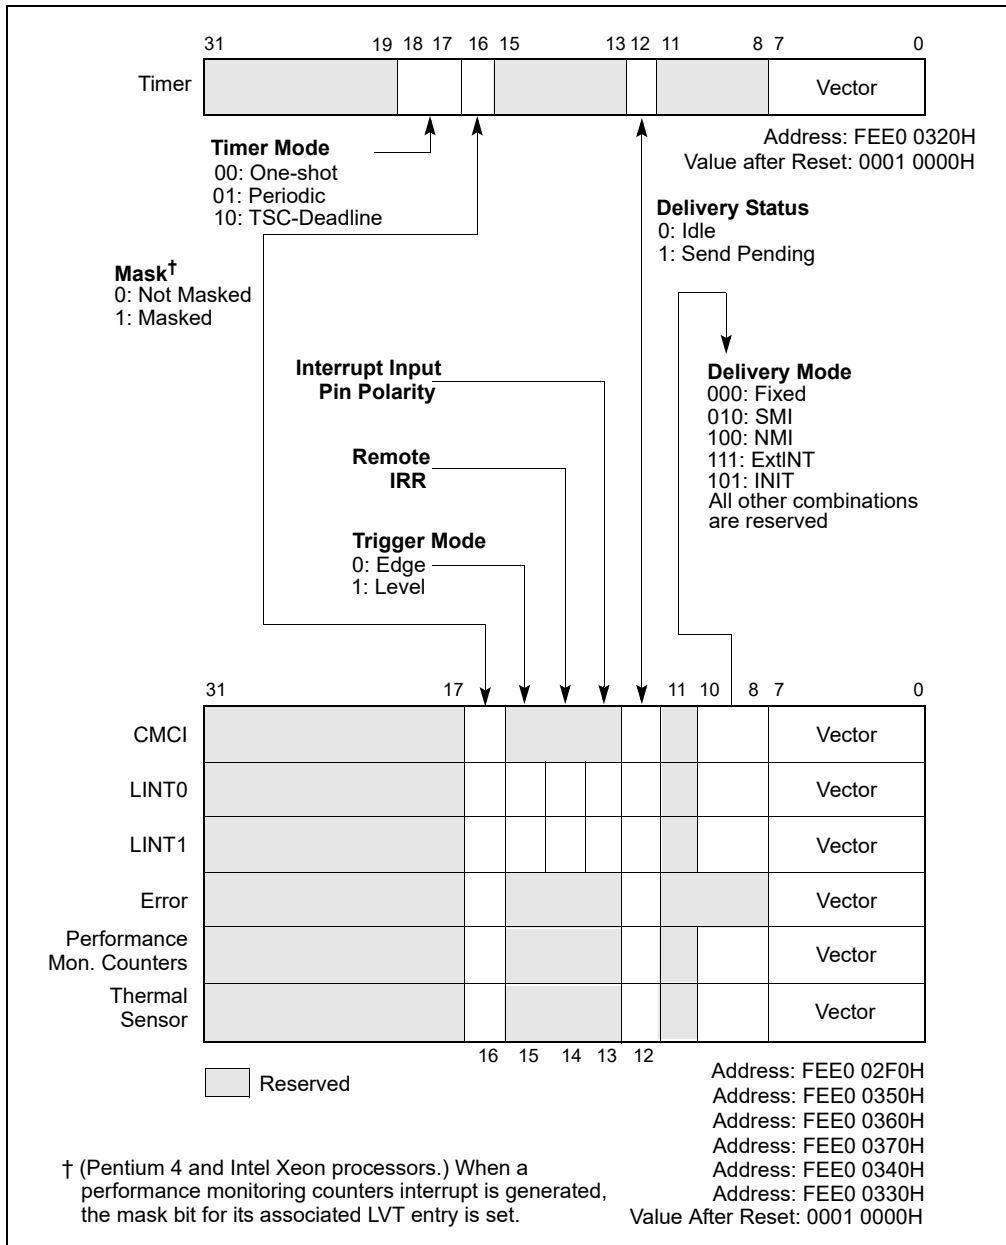 31 19 18 17 16 15 13 12 11 8 7 0
Timer Vector
Address: FEE0 0320H
Value after Reset: 0001 0000H
Timer Mode
00: One-shot
01: Periodic
10: TSC-Deadline
Delivery Status
0: Idle
1: Send Pending
Mask†
0: Not Masked
1: Masked
Interrupt Input
Pin Polarity
Delivery Mode
000: Fixed
010: SMI
100: NMI
111: ExtINT
101: INIT
All other combinations
are reserved
Remote
IRR
Trigger Mode
0: Edge
1: Level
31 17 11 10 8 7 0
CMCI Vector
LINT0 Vector
LINT1 Vector
Error Vector
Performance
Mon. Counters Vector
Thermal
Sensor Vector
16 15 14 13 12
Reserved
Address: FEE0 02F0H
Address: FEE0 0350H
Address: FEE0 0360H
Address: FEE0 0370H
Address: FEE0 0340H
Address: FEE0 0330H
Value After Reset: 0001 0000H
† (Pentium 4 and Intel Xeon processors.) When a
performance monitoring counters interrupt is generated,
the mask bit for its associated LVT entry is set.